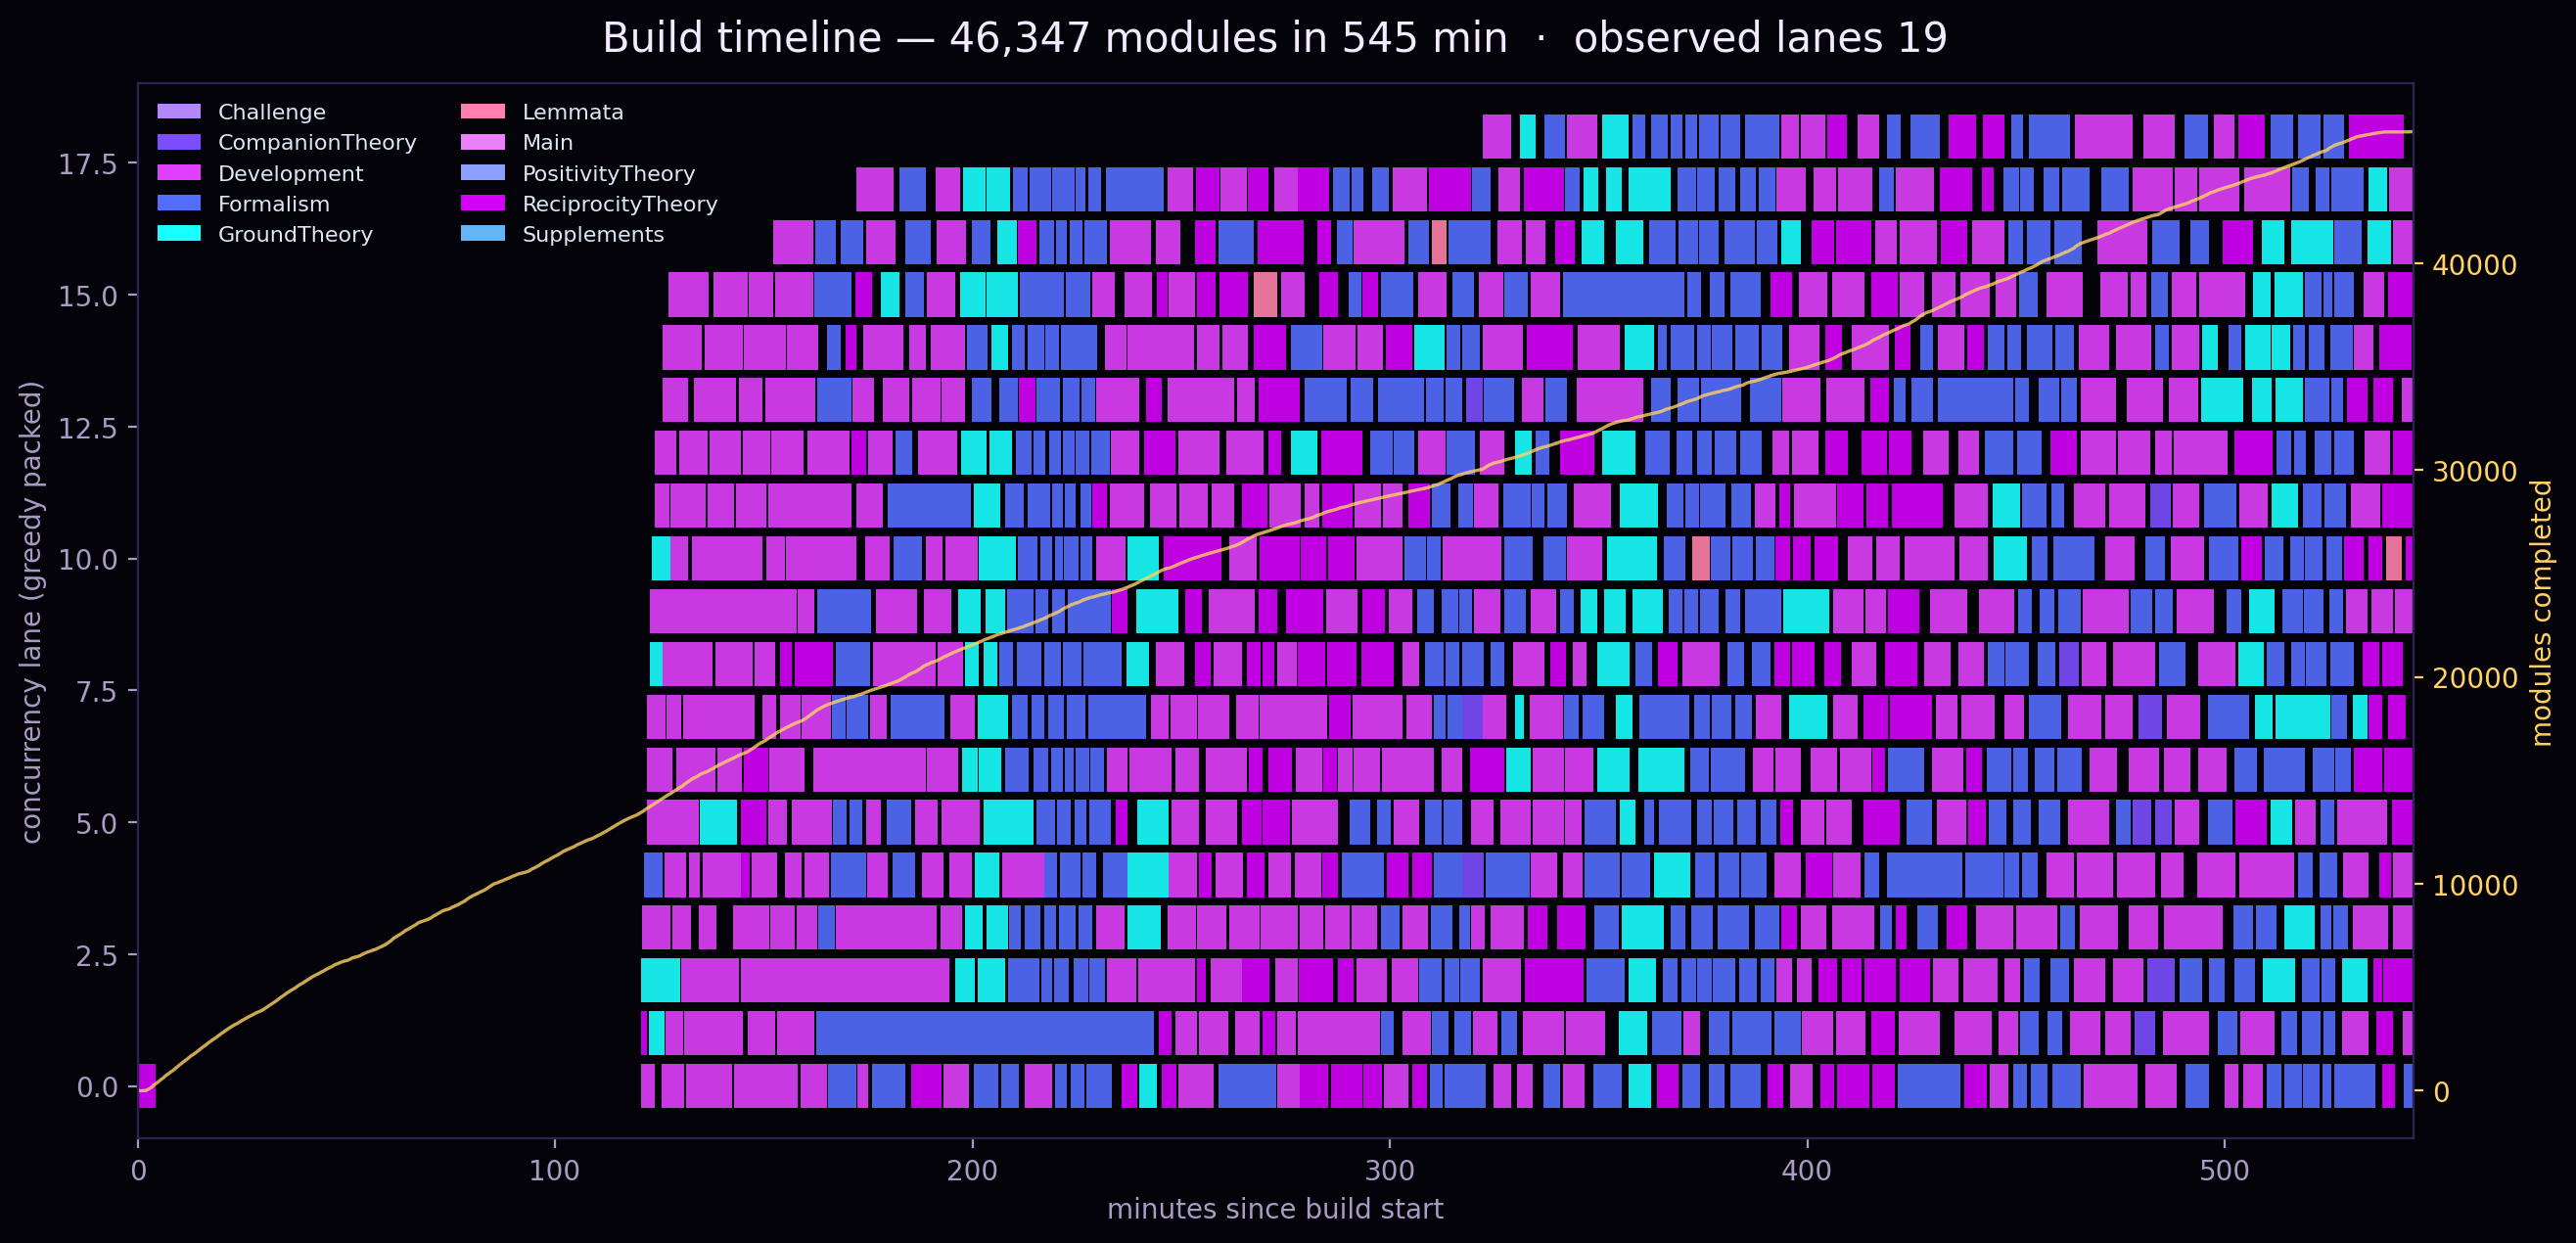 Build timeline — 46,347 modules in 545 min · observed lanes 19
Challenge
CompanionTheory
Development
Formalism
GroundTheory
Lemmata
Main
PositivityTheory
ReciprocityTheory
Supplements
concurrency lane (greedy packed)
17.5
15.0
12.5
10.0
7.5
5.0
2.5
0.0
40000
30000
20000
10000
0
modules completed
0
100
200
300
400
500
minutes since build start